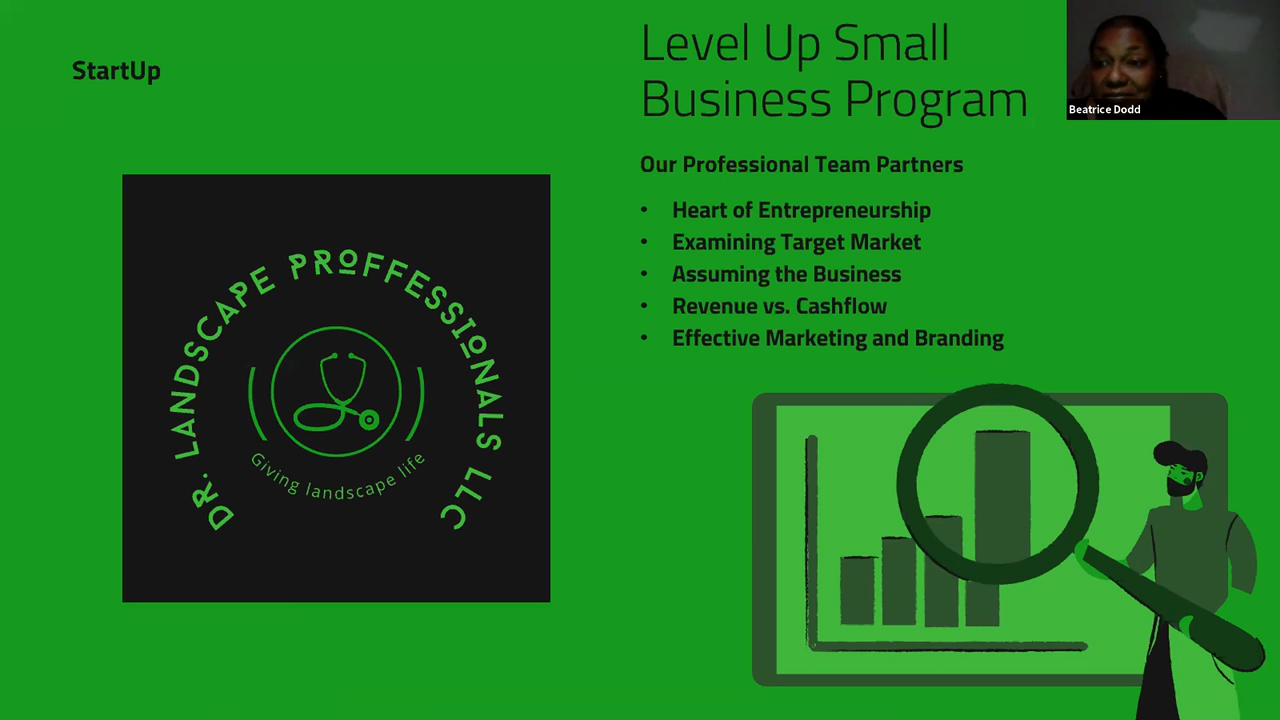 StartUp
DR. LANDSCAPE PROFFESSIONALS LLC
Giving landscape life
Level Up Small
Business Program
Our Professional Team Partners
• Heart of Entrepreneurship
• Examining Target Market
• Assuming the Business
• Revenue vs. Cashflow
• Effective Marketing and Branding
Beatrice Dodd